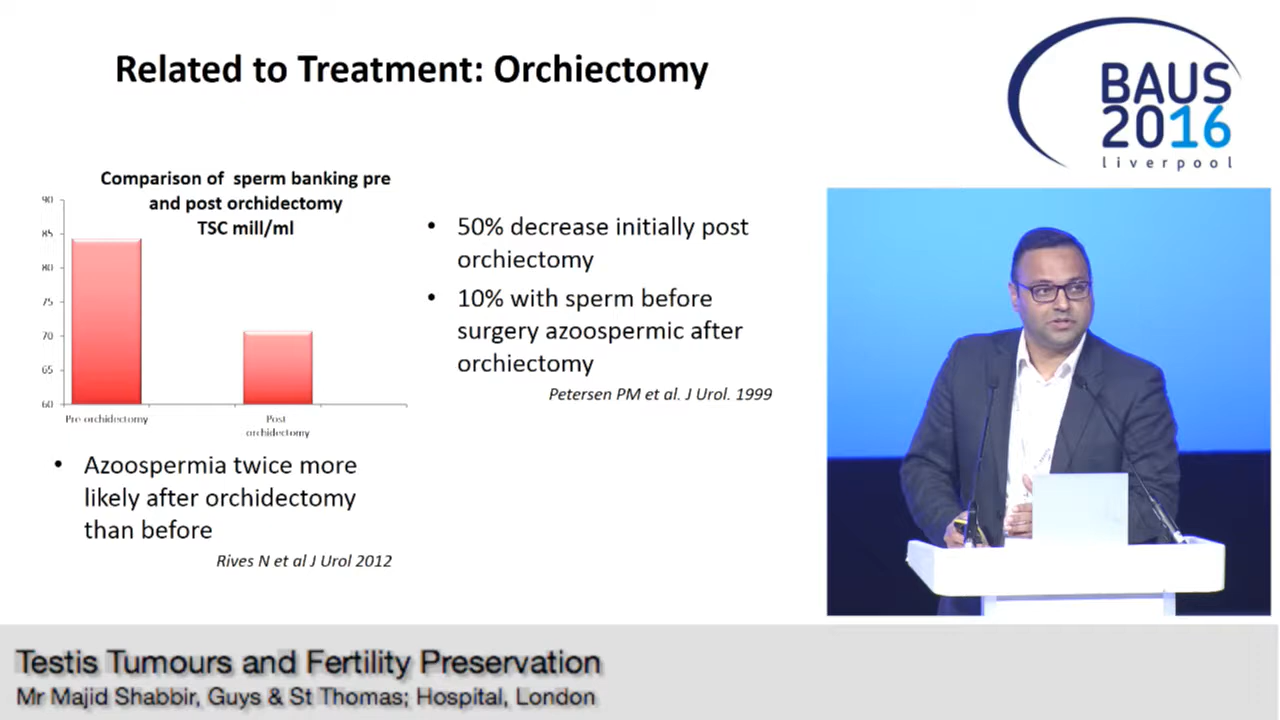 Related to Treatment: Orchiectomy
BAUS
2016
liverpool
Comparison of sperm banking pre
and post orchidectomy
TSC mill/ml
90
85
80
75
70
65
60
Pre orchidectomy
Post
orchidectomy
• 50% decrease initially post
orchiectomy
• 10% with sperm before
surgery azoospermic after
orchiectomy
Petersen PM et al. J Urol. 1999
• Azoospermia twice more
likely after orchidectomy
than before
Rives N et al J Urol 2012
Testis Tumours and Fertility Preservation
Mr Majid Shabbir, Guys & St Thomas; Hospital, London